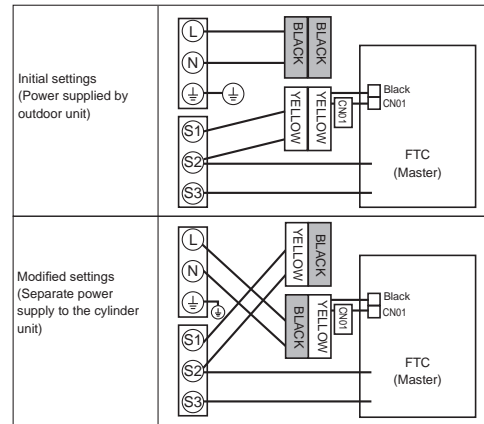 Initial settings
(Power supplied by
outdoor unit)
L
N
S1
S2
S3
BLACK
BLACK
YELLOW
YELLOW
CN01
Black
CN01
FTC
(Master)
Modified settings
(Separate power
supply to the cylinder
unit)
L
N
S1
S2
S3
YELLOW
BLACK
BLACK
YELLOW
CN01
Black
CN01
FTC
(Master)